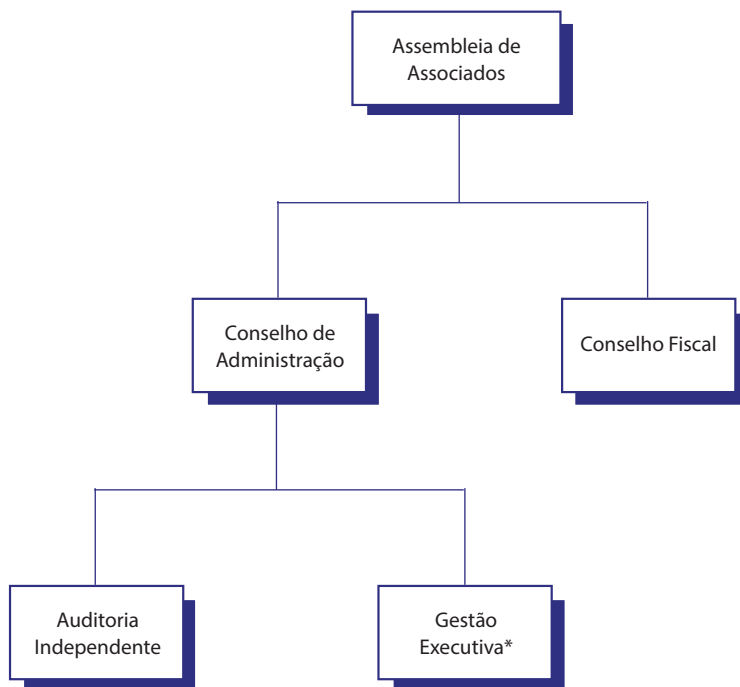 Assembleia de
Associados
Conselho de
Administração
Conselho Fiscal
Auditoria
Independente
Gestão
Executiva*